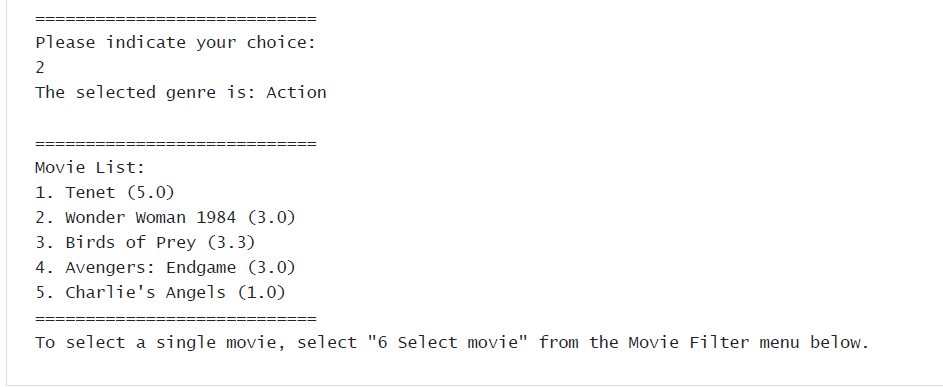 ============================
Please indicate your choice:
2
The selected genre is: Action
============================
Movie List:
1. Tenet (5.0)
2. Wonder Woman 1984 (3.0)
3. Birds of Prey (3.3)
4. Avengers: Endgame (3.0)
5. Charlie's Angels (1.0)
============================
To select a single movie, select "6 Select movie" from the Movie Filter menu below.